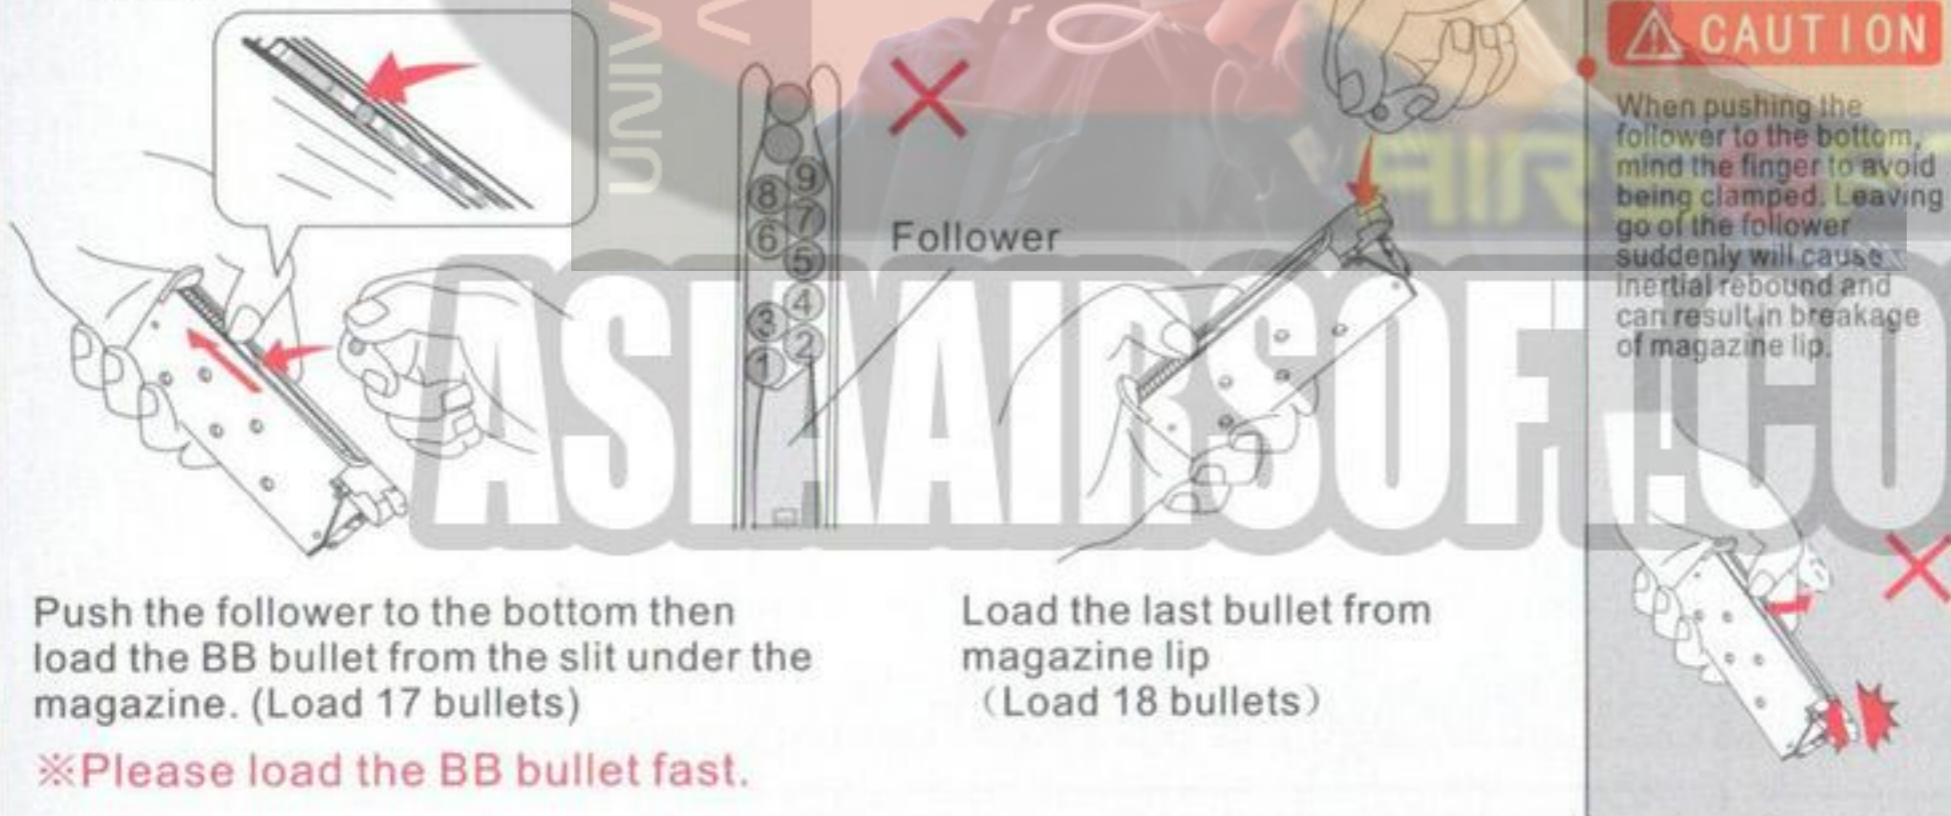 UNIV
CAUTION
When pushing the
follower to the bottom,
mind the finger to avoid
being clamped. Leaving
go of the follower
suddenly will cause
inertial rebound and
can result in breakage
of magazine lip.
9
8
7
6
5
4
3
2
1
Follower
AIRS
ASIAAIRSOFT.CO
Push the follower to the bottom then
load the BB bullet from the slit under the
magazine. (Load 17 bullets)
※Please load the BB bullet fast.
Load the last bullet from
magazine lip
（Load 18 bullets）